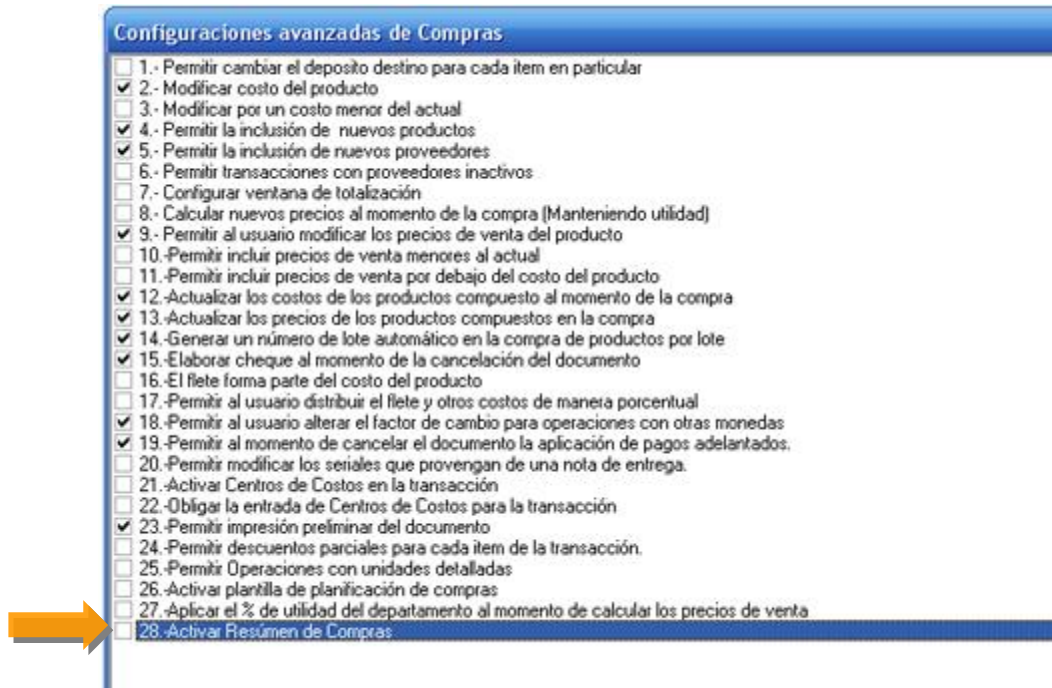 Configuraciones avanzadas de Compras
1.- Permitir cambiar el deposito destino para cada item en particular
2.- Modificar costo del producto
3.- Modificar por un costo menor del actual
4.- Permitir la inclusión de nuevos productos
5.- Permitir la inclusión de nuevos proveedores
6.- Permitir transacciones con proveedores inactivos
7.- Configurar ventana de totalización
8.- Calcular nuevos precios al momento de la compra (Manteniendo utilidad)
9.- Permitir al usuario modificar los precios de venta del producto
10.-Permitir incluir precios de venta menores al actual
11.-Permitir incluir precios de venta por debajo del costo del producto
12.-Actualizar los costos de los productos compuesto al momento de la compra
13.-Actualizar los precios de los productos compuestos en la compra
14.-Generar un número de lote automático en la compra de productos por lote
15.-Elaborar cheque al momento de la cancelación del documento
16.-El flete forma parte del costo del producto
17.-Permitir al usuario distribuir el flete y otros costos de manera porcentual
18.-Permitir al usuario alterar el factor de cambio para operaciones con otras monedas
19.-Permitir al momento de cancelar el documento la aplicación de pagos adelantados.
20.-Permitir modificar los seriales que provengan de una nota de entrega.
21.-Activar Centros de Costos en la transacción
22.-Obligar la entrada de Centros de Costos para la transacción
23.-Permitir impresión preliminar del documento
24.-Permitir descuentos parciales para cada item de la transacción.
25.-Permitir Operaciones con unidades detalladas
26.-Activar plantilla de planificación de compras
27.-Aplicar el % de utilidad del departamento al momento de calcular los precios de venta
28.-Activar Resúmen de Compras